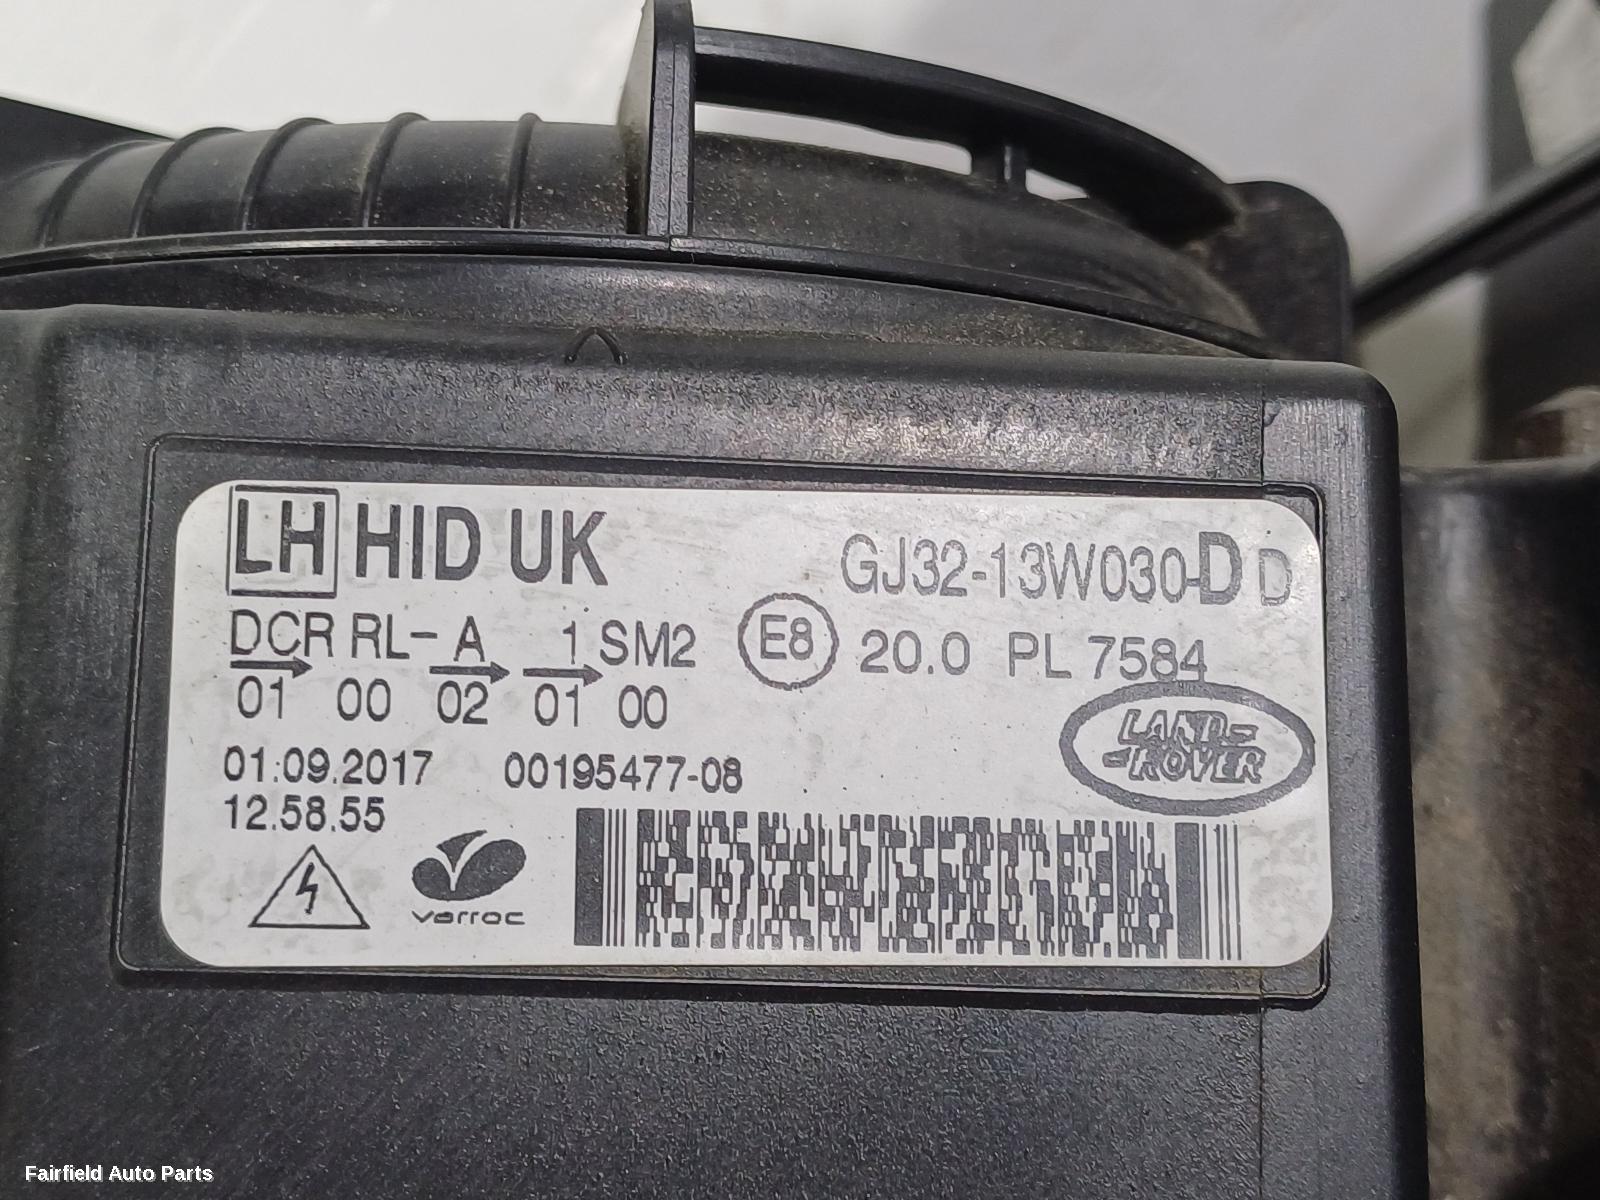 LH HID UK
GJ32-13W030-D D
DCR RL- A 1 SM2
01 00 02 01 00
E8 20.0 PL 7584
LAND-
-ROVER
01.09.2017 00195477-08
12.58.55
varroc
Fairfield Auto Parts